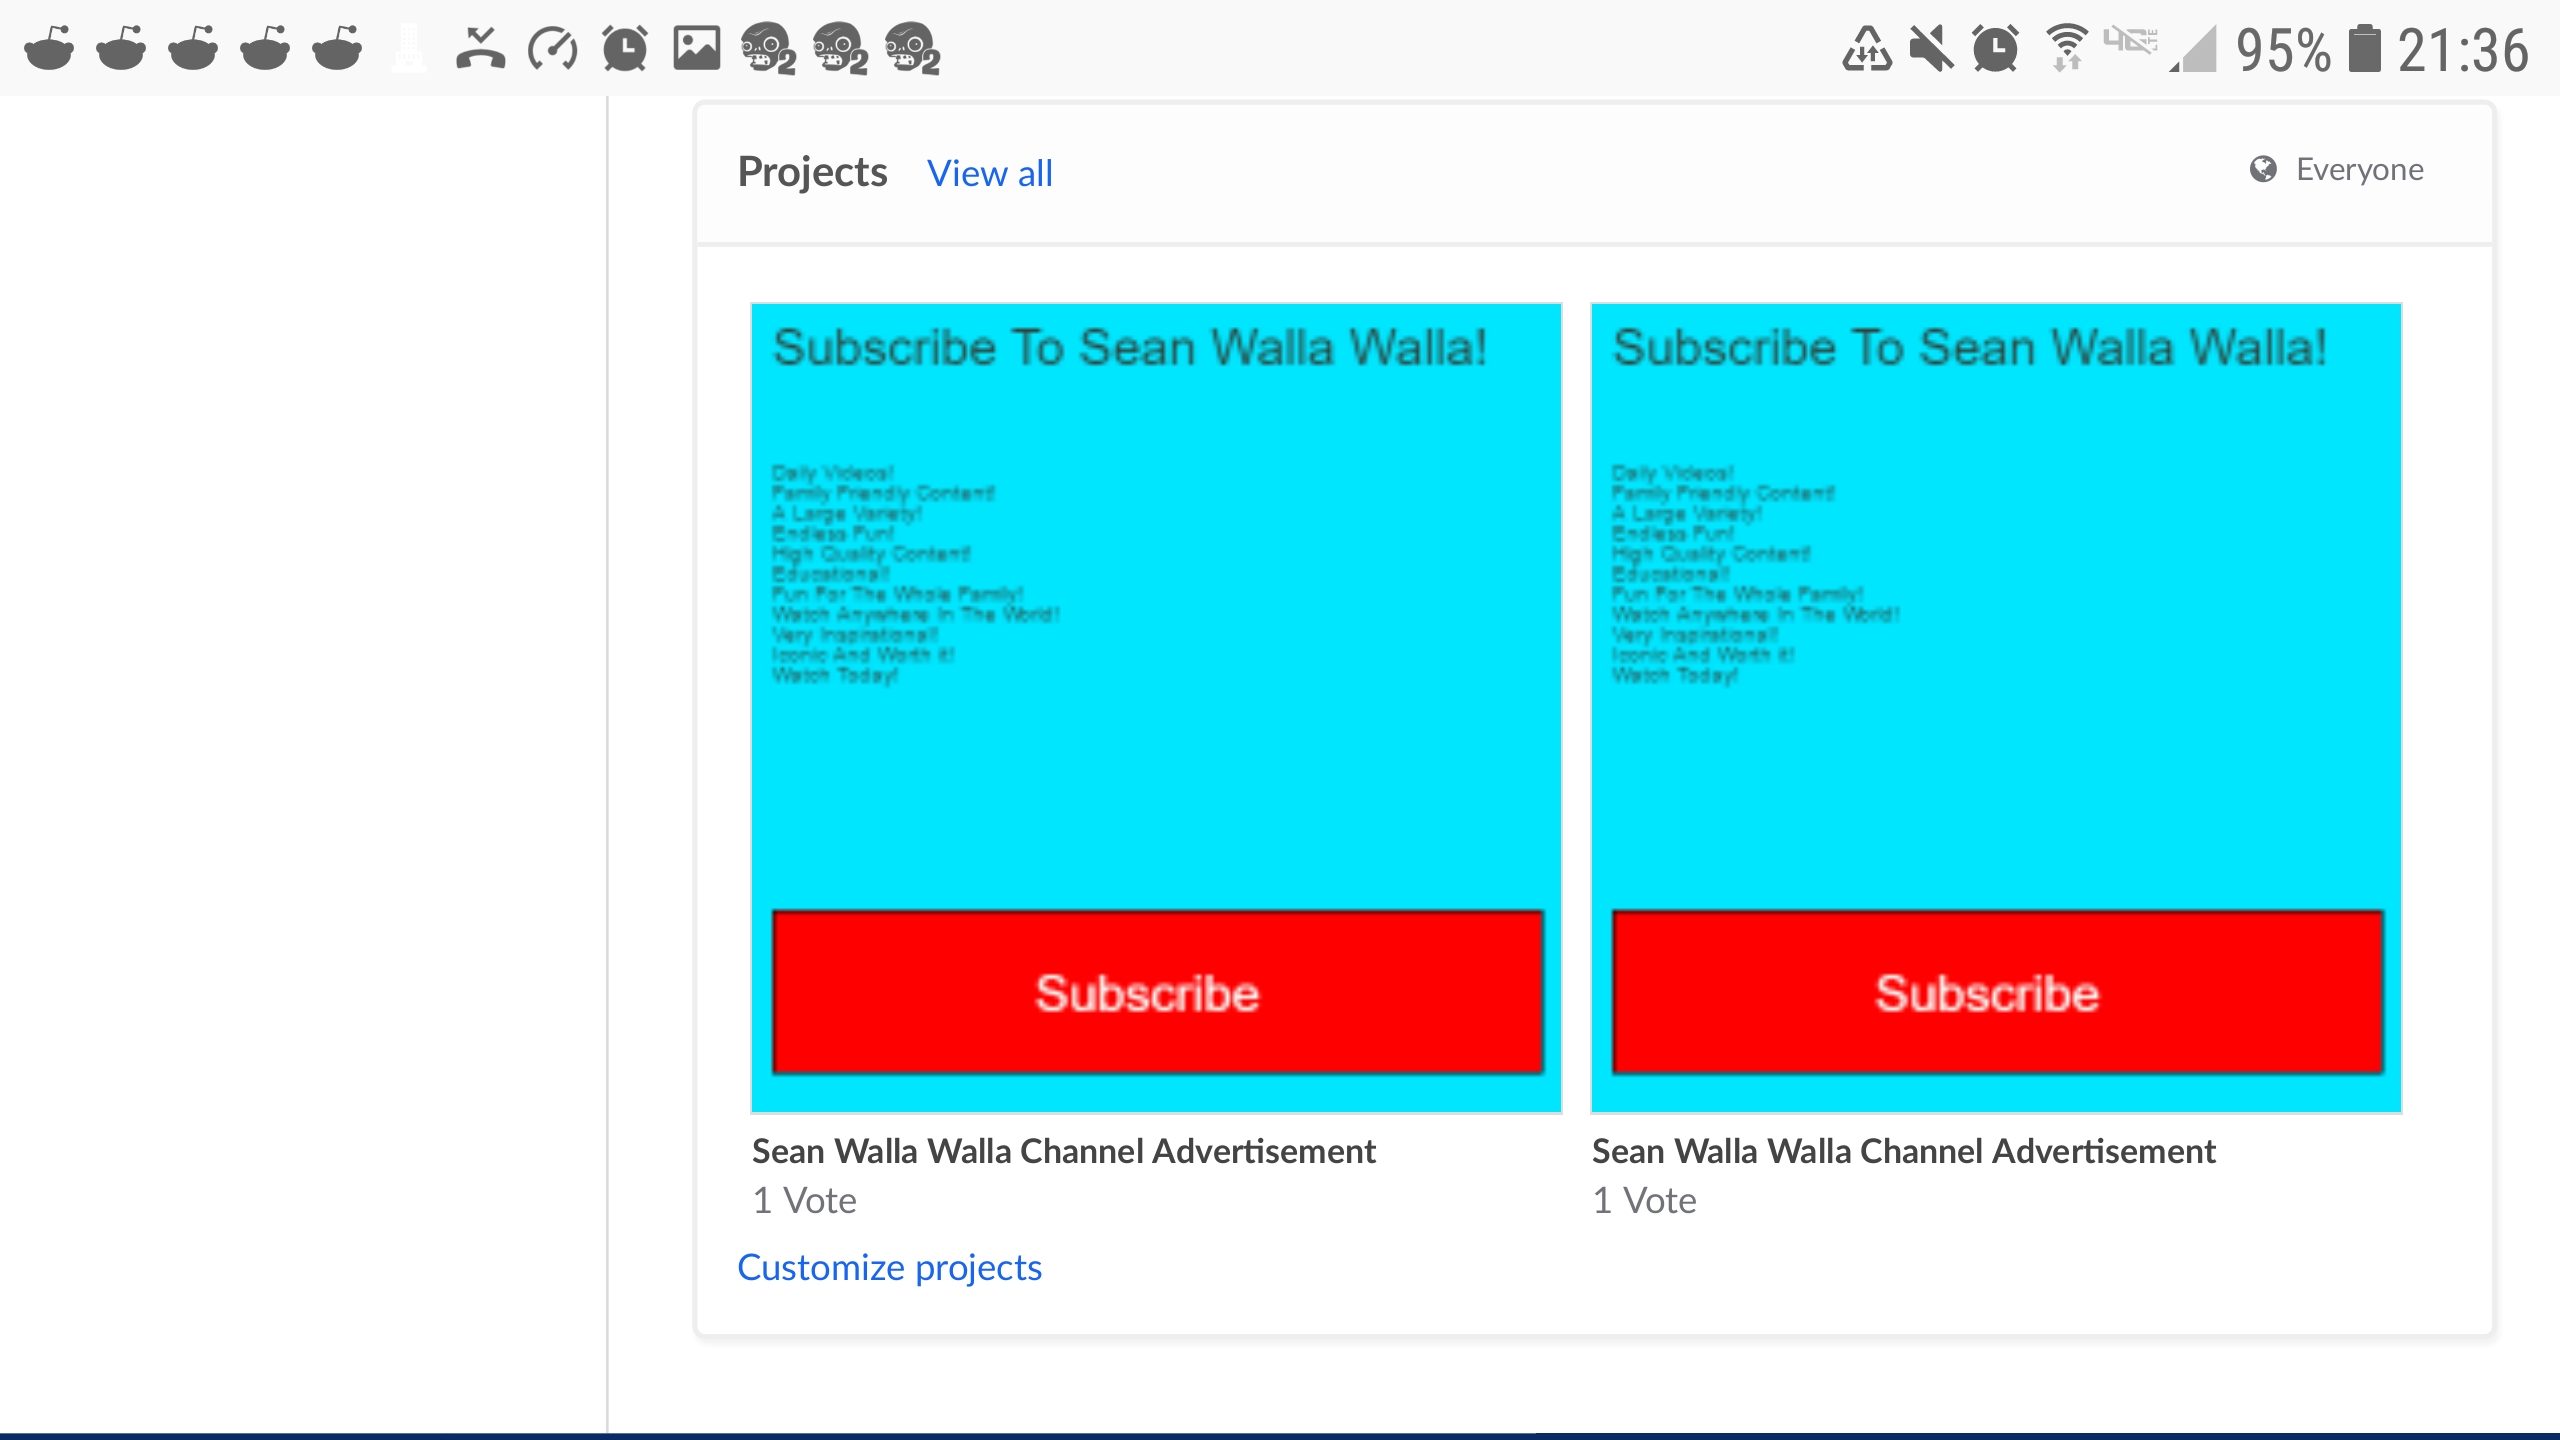 95% 21:36
Projects View all Everyone
Subscribe To Sean Walla Walla!
Daily Videos!
Family Friendly Content!
A Large Variety!
Endless Fun!
High Quality Content!
Educational!
Fun For The Whole Family!
Watch Anywhere In The World!
Very Inspirational!
Iconic And Worth it!
Watch Today!
Subscribe
Sean Walla Walla Channel Advertisement
1 Vote
Subscribe To Sean Walla Walla!
Daily Videos!
Family Friendly Content!
A Large Variety!
Endless Fun!
High Quality Content!
Educational!
Fun For The Whole Family!
Watch Anywhere In The World!
Very Inspirational!
Iconic And Worth it!
Watch Today!
Subscribe
Sean Walla Walla Channel Advertisement
1 Vote
Customize projects